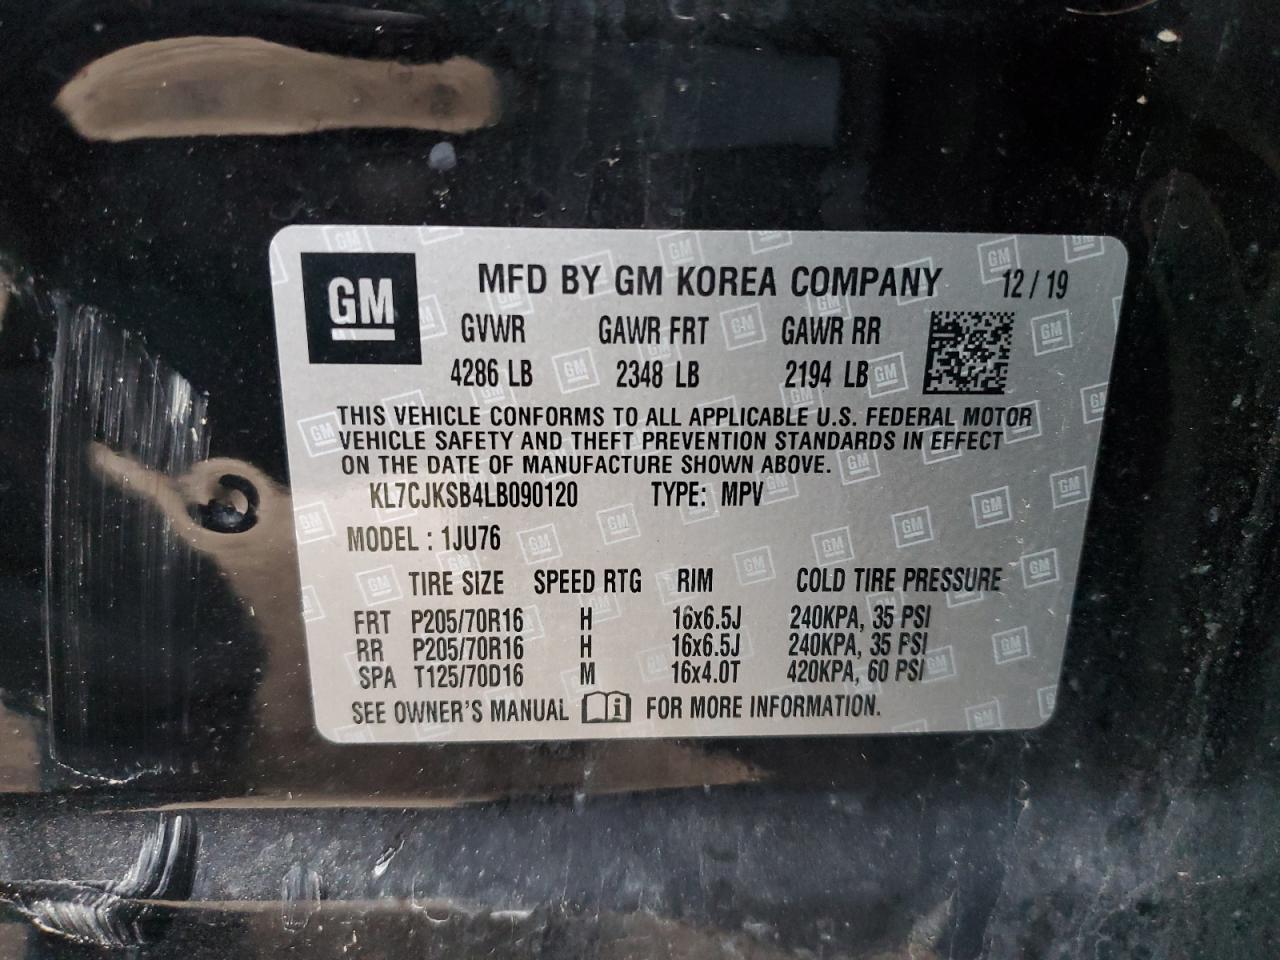 GM MFD BY GM KOREA COMPANY 12/19
GVWR GAWR FRT GAWR RR
4286 LB 2348 LB 2194 LB
THIS VEHICLE CONFORMS TO ALL APPLICABLE U.S. FEDERAL MOTOR
VEHICLE SAFETY AND THEFT PREVENTION STANDARDS IN EFFECT
ON THE DATE OF MANUFACTURE SHOWN ABOVE.
KL7CJKSB4LB090120 TYPE: MPV
MODEL : 1JU76
TIRE SIZE SPEED RTG RIM COLD TIRE PRESSURE
FRT P205/70R16 H 16x6.5J 240KPA, 35 PSI
RR P205/70R16 H 16x6.5J 240KPA, 35 PSI
SPA T125/70D16 M 16x4.0T 420KPA, 60 PSI
SEE OWNER'S MANUAL FOR MORE INFORMATION.